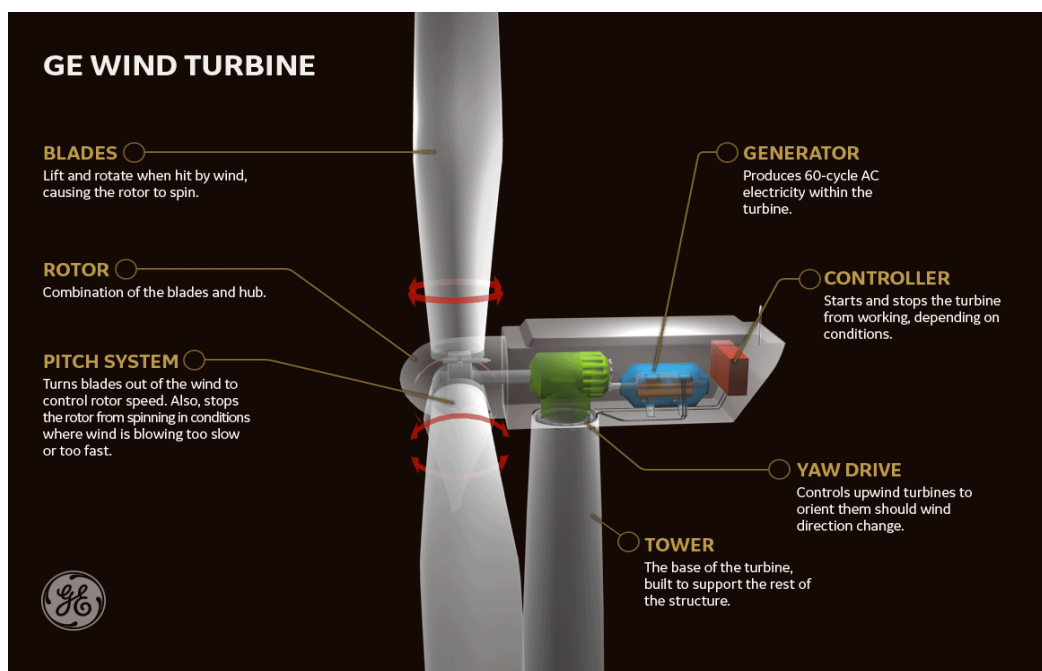 GE WIND TURBINE
BLADES
Lift and rotate when hit by wind,
causing the rotor to spin.
ROTOR
Combination of the blades and hub.
PITCH SYSTEM
Turns blades out of the wind to
control rotor speed. Also, stops
the rotor from spinning in conditions
where wind is blowing too slow
or too fast.
GENERATOR
Produces 60-cycle AC
electricity within the
turbine.
CONTROLLER
Starts and stops the turbine
from working, depending on
conditions.
YAW DRIVE
Controls upwind turbines to
orient them should wind
direction change.
TOWER
The base of the turbine,
built to support the rest of
the structure.
GE